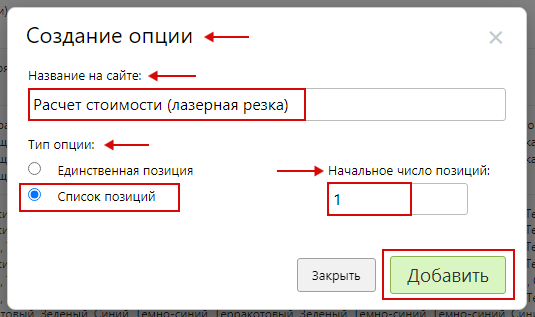 Создание опции
Название на сайте:
Расчет стоимости (лазерная резка)
Тип опции:
Единственная позиция
Начальное число позиций:
Список позиций
1
Закрыть
Добавить